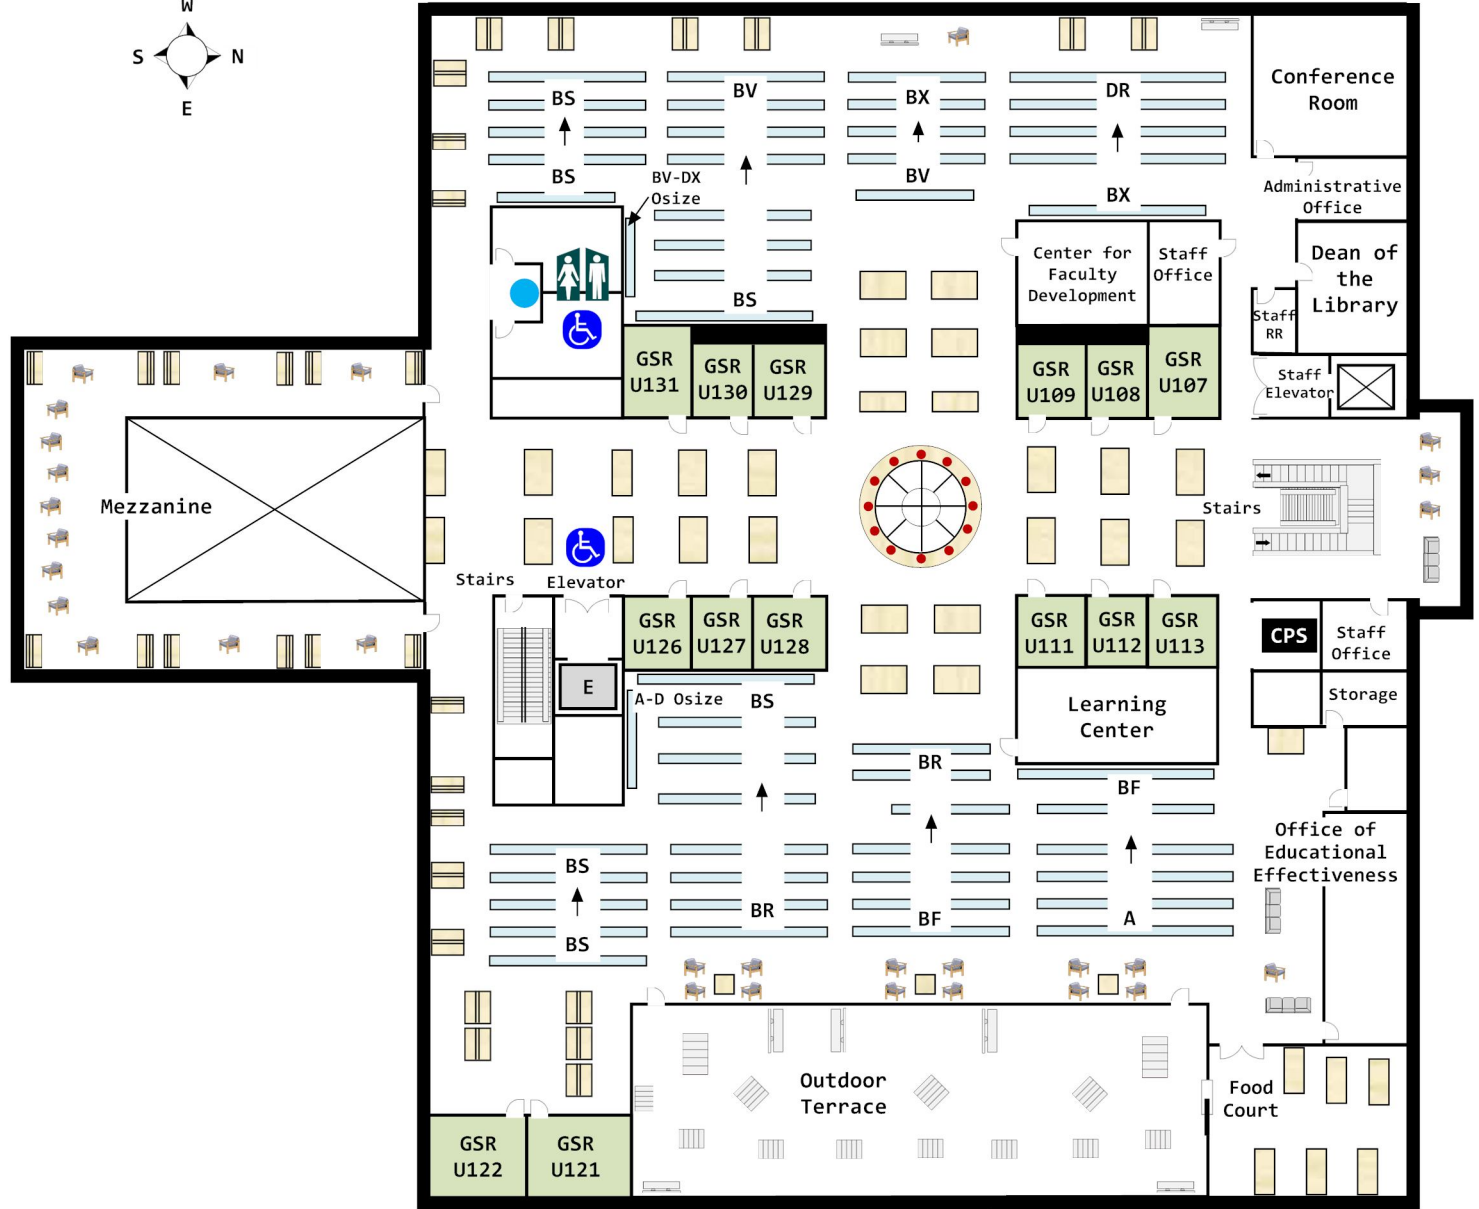 W
S N
E
Conference
Room
BS
BV
BX
DR
BS
BV-DX
Osize
BV
BX
Administrative
Office
Center for
Faculty
Development
Staff
Office
Dean of
the
Library
BS
Staff
RR
GSR
U131
GSR
U130
GSR
U129
GSR
U109
GSR
U108
GSR
U107
Staff
Elevator
Mezzanine
Stairs
Stairs
Elevator
GSR
U126
GSR
U127
GSR
U128
GSR
U111
GSR
U112
GSR
U113
CPS
Staff
Office
E
A-D Osize
BS
Learning
Center
Storage
BR
BF
Office of
Educational
Effectiveness
BS
BR
BF
A
BS
Outdoor
Terrace
Food
Court
GSR
U122
GSR
U121